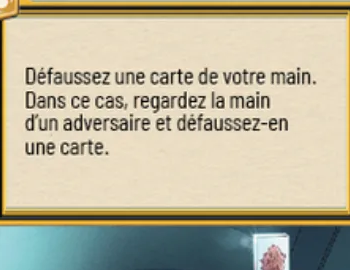 Défaussez une carte de votre main.
Dans ce cas, regardez la main
d'un adversaire et défaussez-en
une carte.